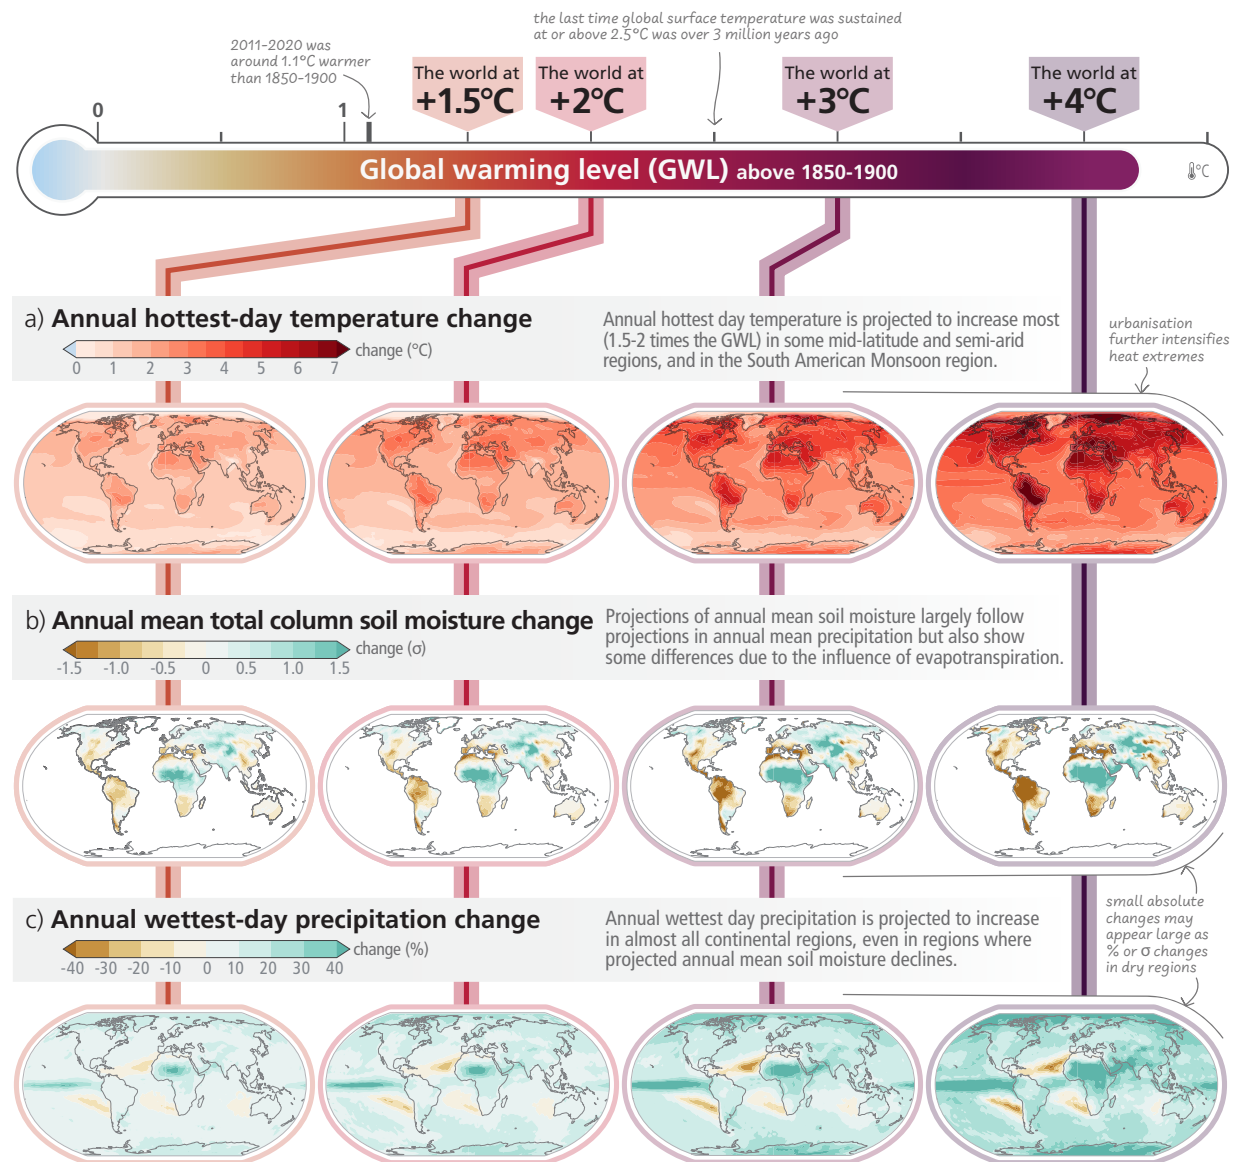 the last time global surface temperature was sustained
at or above 2.5°C was over 3 million years ago
2011-2020 was
around 1.1°C warmer
than 1850-1900
The world at
+1.5°C
The world at
+2°C
The world at
+3°C
The world at
+4°C
0
1
Global warming level (GWL) above 1850-1900
°C
a) Annual hottest-day temperature change
change (°C)
0 1 2 3 4 5 6 7
Annual hottest day temperature is projected to increase most
(1.5-2 times the GWL) in some mid-latitude and semi-arid
regions, and in the South American Monsoon region.
urbanisation
further intensifies
heat extremes
b) Annual mean total column soil moisture change
change (σ)
-1.5 -1.0 -0.5 0 0.5 1.0 1.5
Projections of annual mean soil moisture largely follow
projections in annual mean precipitation but also show
some differences due to the influence of evapotranspiration.
c) Annual wettest-day precipitation change
change (%)
-40 -30 -20 -10 0 10 20 30 40
Annual wettest day precipitation is projected to increase
in almost all continental regions, even in regions where
projected annual mean soil moisture declines.
small absolute
changes may
appear large as
% or σ changes
in dry regions